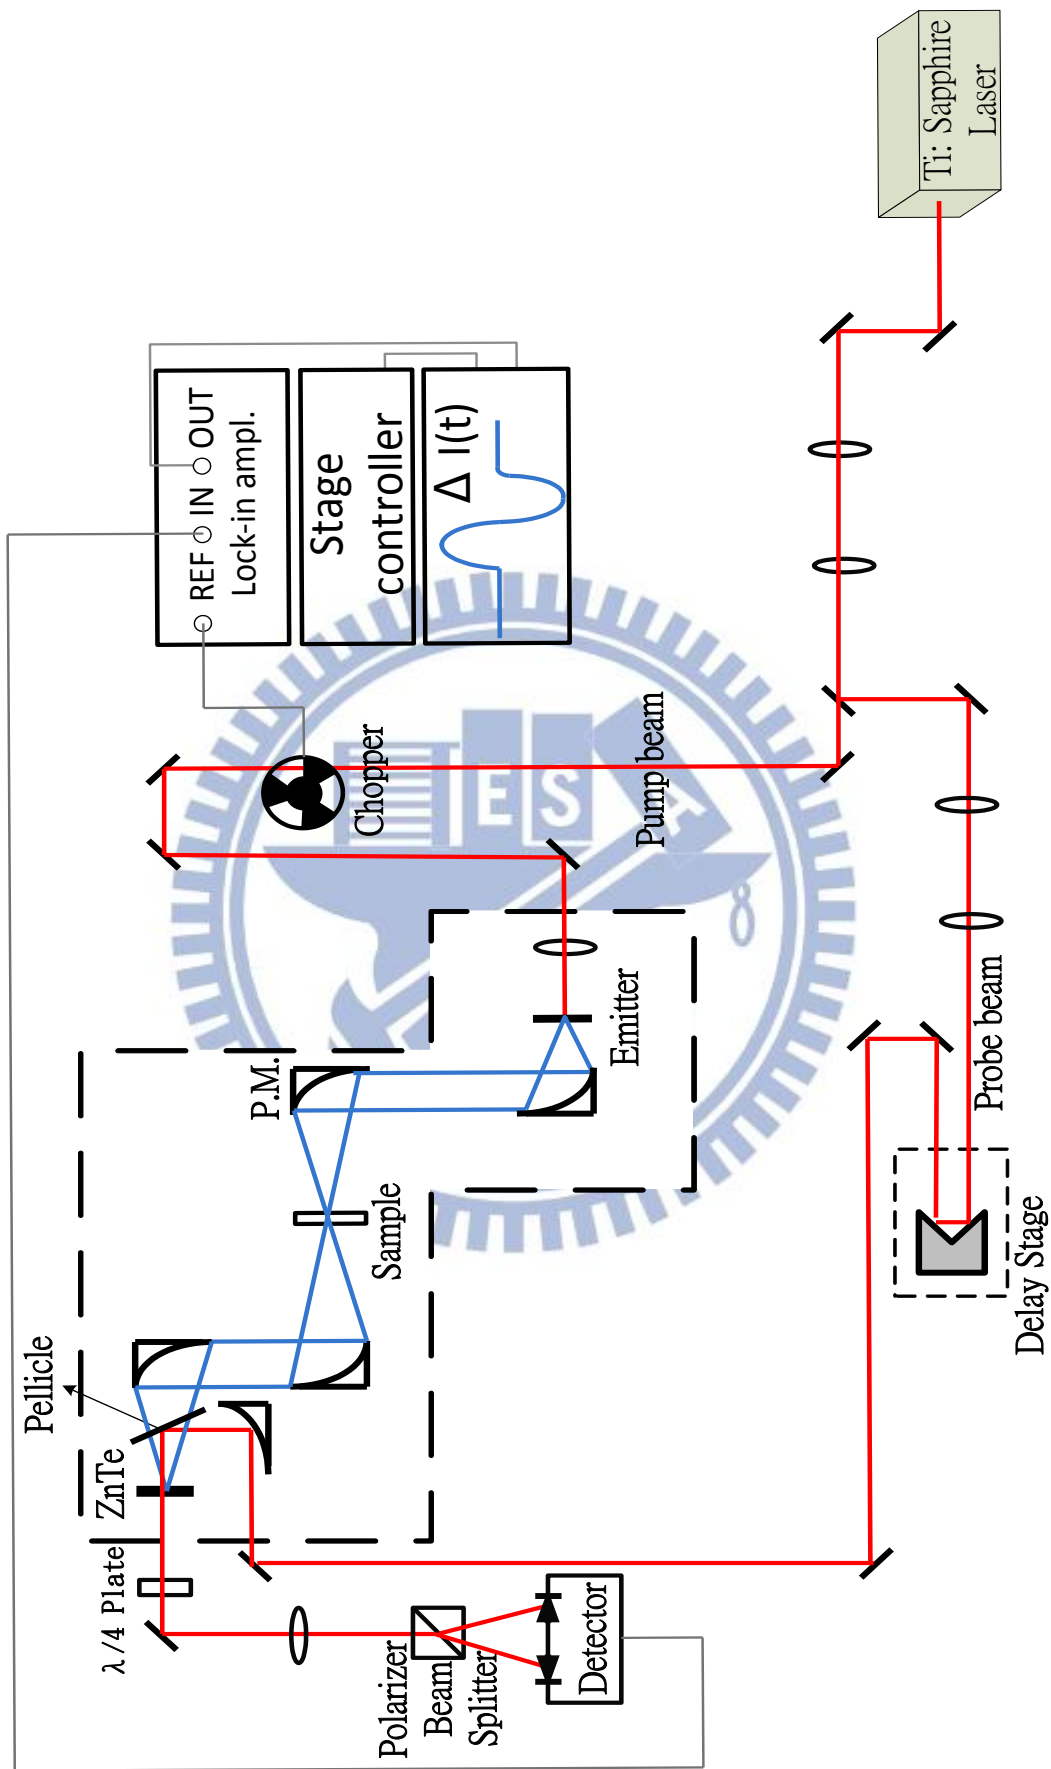 Ti: Sapphire
Laser
REF IN OUT
Lock-in ampl.
Stage
controller
Δ I(t)
Chopper
Pump beam
P.M.
Emitter
Sample
Probe beam
Delay Stage
Pellicle
ZnTe
λ/4 Plate
Polarizer
Beam
Splitter
Detector
E S
A
8